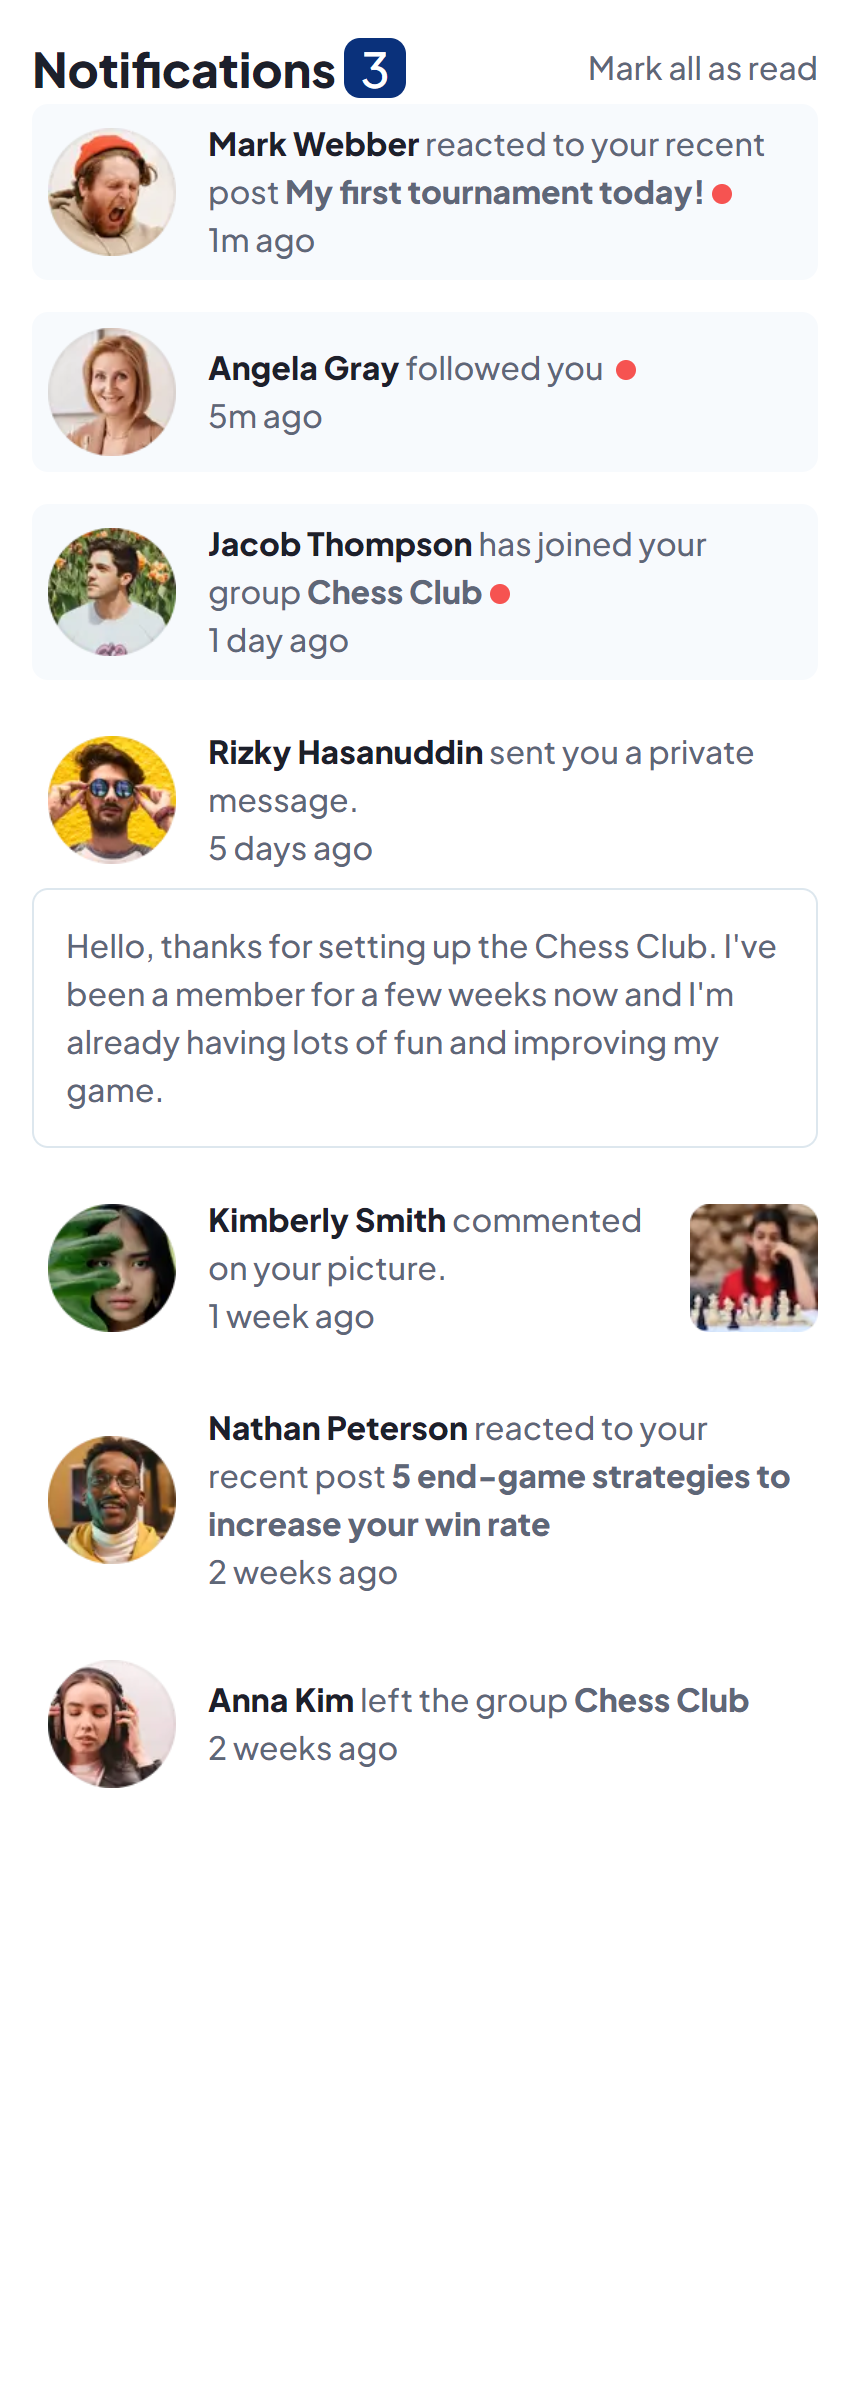 Notifications 3
Mark all as read
Mark Webber reacted to your recent
post My first tournament today!
1m ago
Angela Gray followed you
5m ago
Jacob Thompson has joined your
group Chess Club
1 day ago
Rizky Hasanuddin sent you a private
message.
5 days ago
Hello, thanks for setting up the Chess Club. I've
been a member for a few weeks now and I'm
already having lots of fun and improving my
game.
Kimberly Smith commented
on your picture.
1 week ago
Nathan Peterson reacted to your
recent post 5 end-game strategies to
increase your win rate
2 weeks ago
Anna Kim left the group Chess Club
2 weeks ago